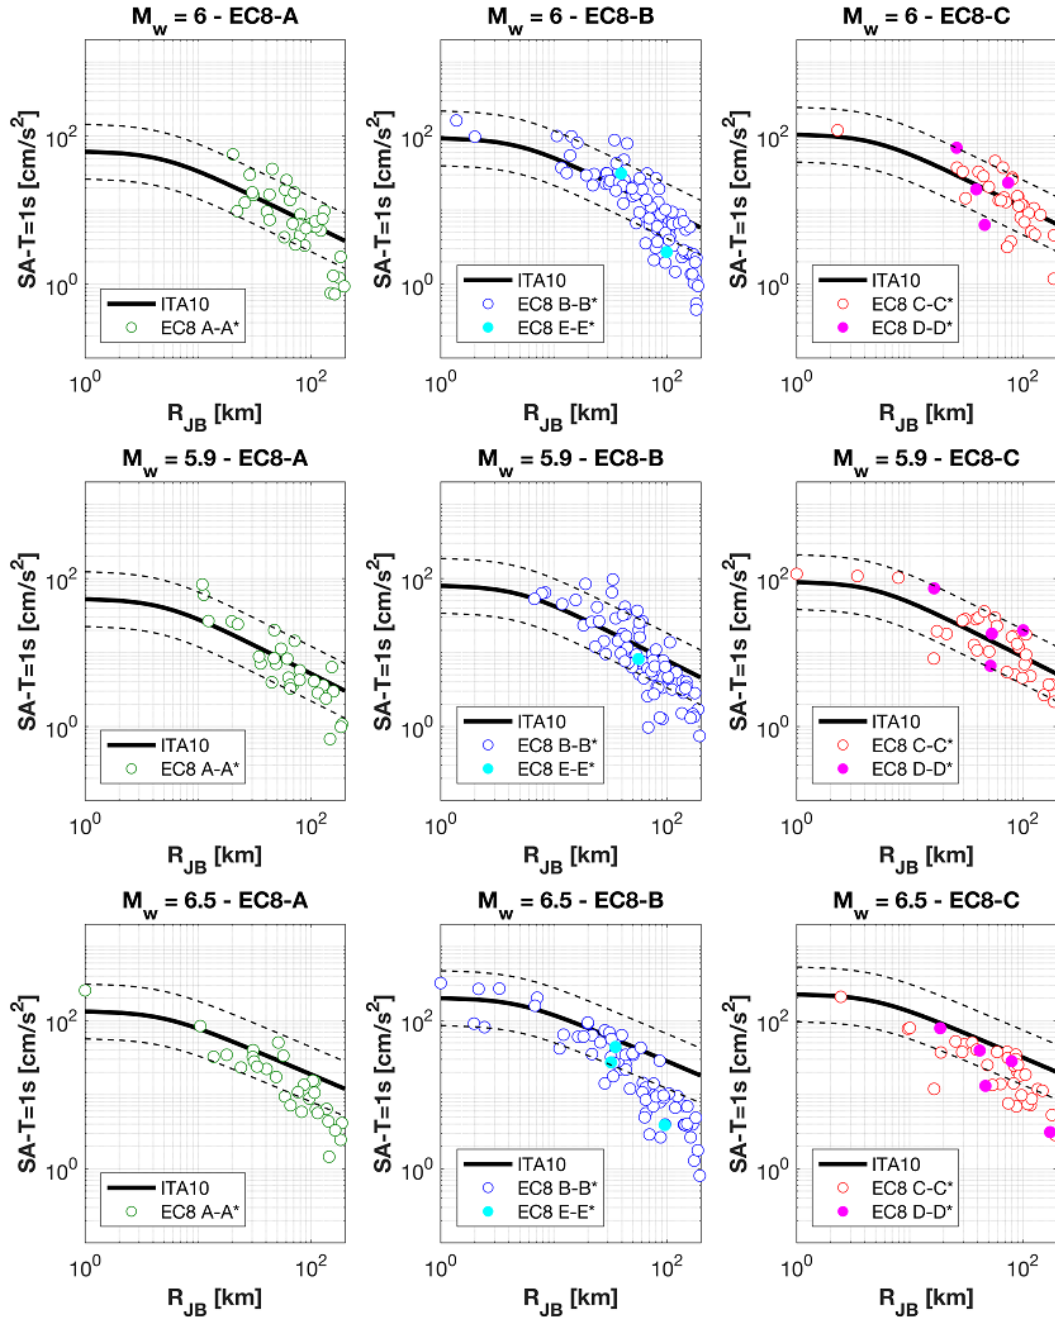 M_w = 6 - EC8-A
SA-T=1s [cm/s^2]
10^2
10^0
ITA10
EC8 A-A*
10^0
10^2
R_JB [km]
M_w = 6 - EC8-B
SA-T=1s [cm/s^2]
10^2
10^0
ITA10
EC8 B-B*
EC8 E-E*
10^0
10^2
R_JB [km]
M_w = 6 - EC8-C
SA-T=1s [cm/s^2]
10^2
10^0
ITA10
EC8 C-C*
EC8 D-D*
10^0
10^2
R_JB [km]
M_w = 5.9 - EC8-A
SA-T=1s [cm/s^2]
10^2
10^0
ITA10
EC8 A-A*
10^0
10^2
R_JB [km]
M_w = 5.9 - EC8-B
SA-T=1s [cm/s^2]
10^2
10^0
ITA10
EC8 B-B*
EC8 E-E*
10^0
10^2
R_JB [km]
M_w = 5.9 - EC8-C
SA-T=1s [cm/s^2]
10^2
10^0
ITA10
EC8 C-C*
EC8 D-D*
10^0
10^2
R_JB [km]
M_w = 6.5 - EC8-A
SA-T=1s [cm/s^2]
10^2
10^0
ITA10
EC8 A-A*
10^0
10^2
R_JB [km]
M_w = 6.5 - EC8-B
SA-T=1s [cm/s^2]
10^2
10^0
ITA10
EC8 B-B*
EC8 E-E*
10^0
10^2
R_JB [km]
M_w = 6.5 - EC8-C
SA-T=1s [cm/s^2]
10^2
10^0
ITA10
EC8 C-C*
EC8 D-D*
10^0
10^2
R_JB [km]